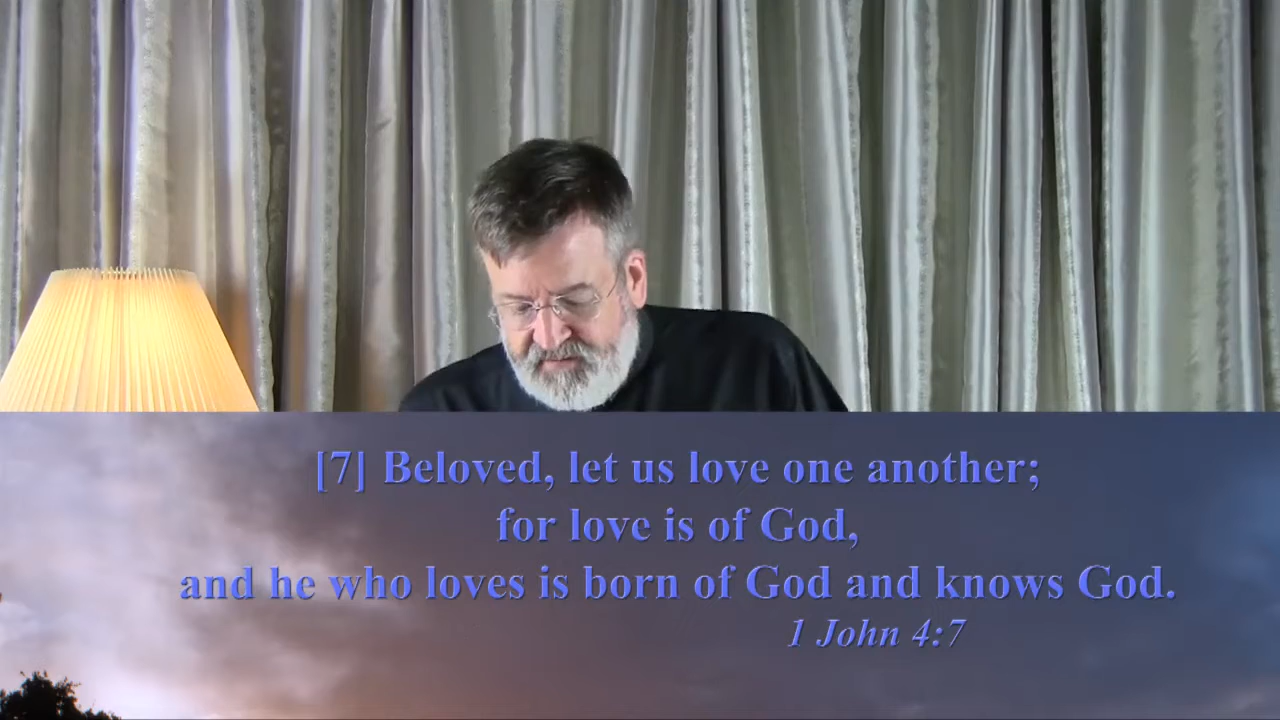 [7] Beloved, let us love one another;
for love is of God,
and he who loves is born of God and knows God.
1 John 4:7